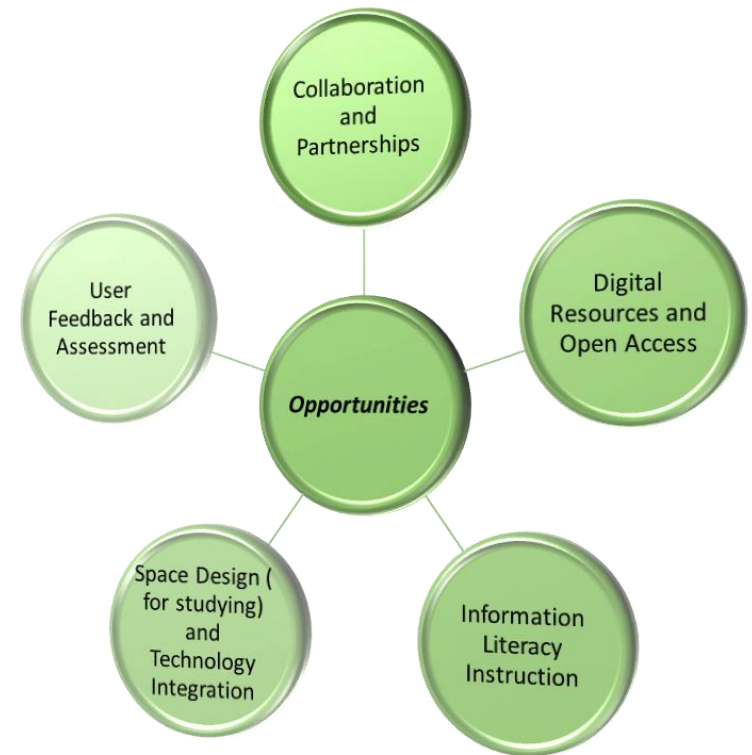 Collaboration
and
Partnerships
Digital
Resources and
Open Access
Information
Literacy
Instruction
Space Design (
for studying)
and
Technology
Integration
User
Feedback and
Assessment
Opportunities